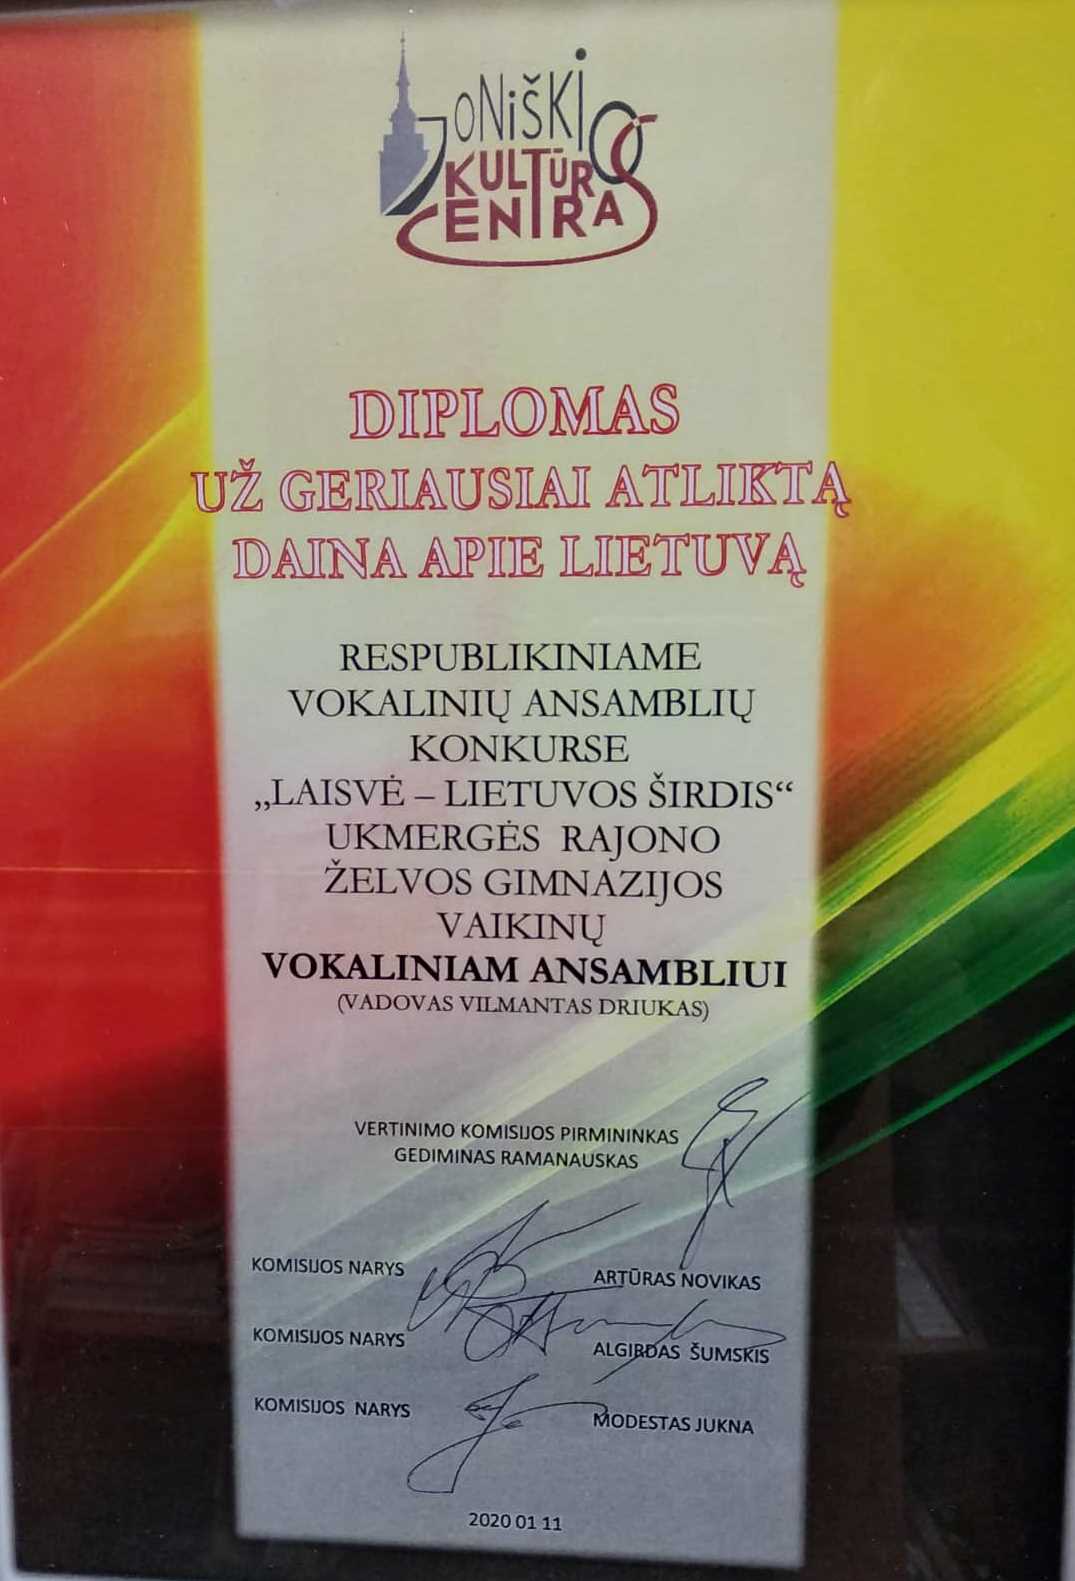 JONIŠKIO
KULTŪROS
CENTRAS
DIPLOMAS
UŽ GERIAUSIAI ATLIKTĄ
DAINA APIE LIETUVĄ
RESPUBLIKINIAME
VOKALINIŲ ANSAMBLIŲ
KONKURSE
„LAISVĖ – LIETUVOS ŠIRDIS“
UKMERGĖS RAJONO
ŽELVOS GIMNAZIJOS
VAIKINŲ
VOKALINIAM ANSAMBLIUI
(VADOVAS VILMANTAS DRIUKAS)
VERTINIMO KOMISIJOS PIRMININKAS
GEDIMINAS RAMANAUSKAS
KOMISIJOS NARYS ARTŪRAS NOVIKAS
KOMISIJOS NARYS ALGIRDAS ŠUMSKIS
KOMISIJOS NARYS MODESTAS JUKNA
2020 01 11